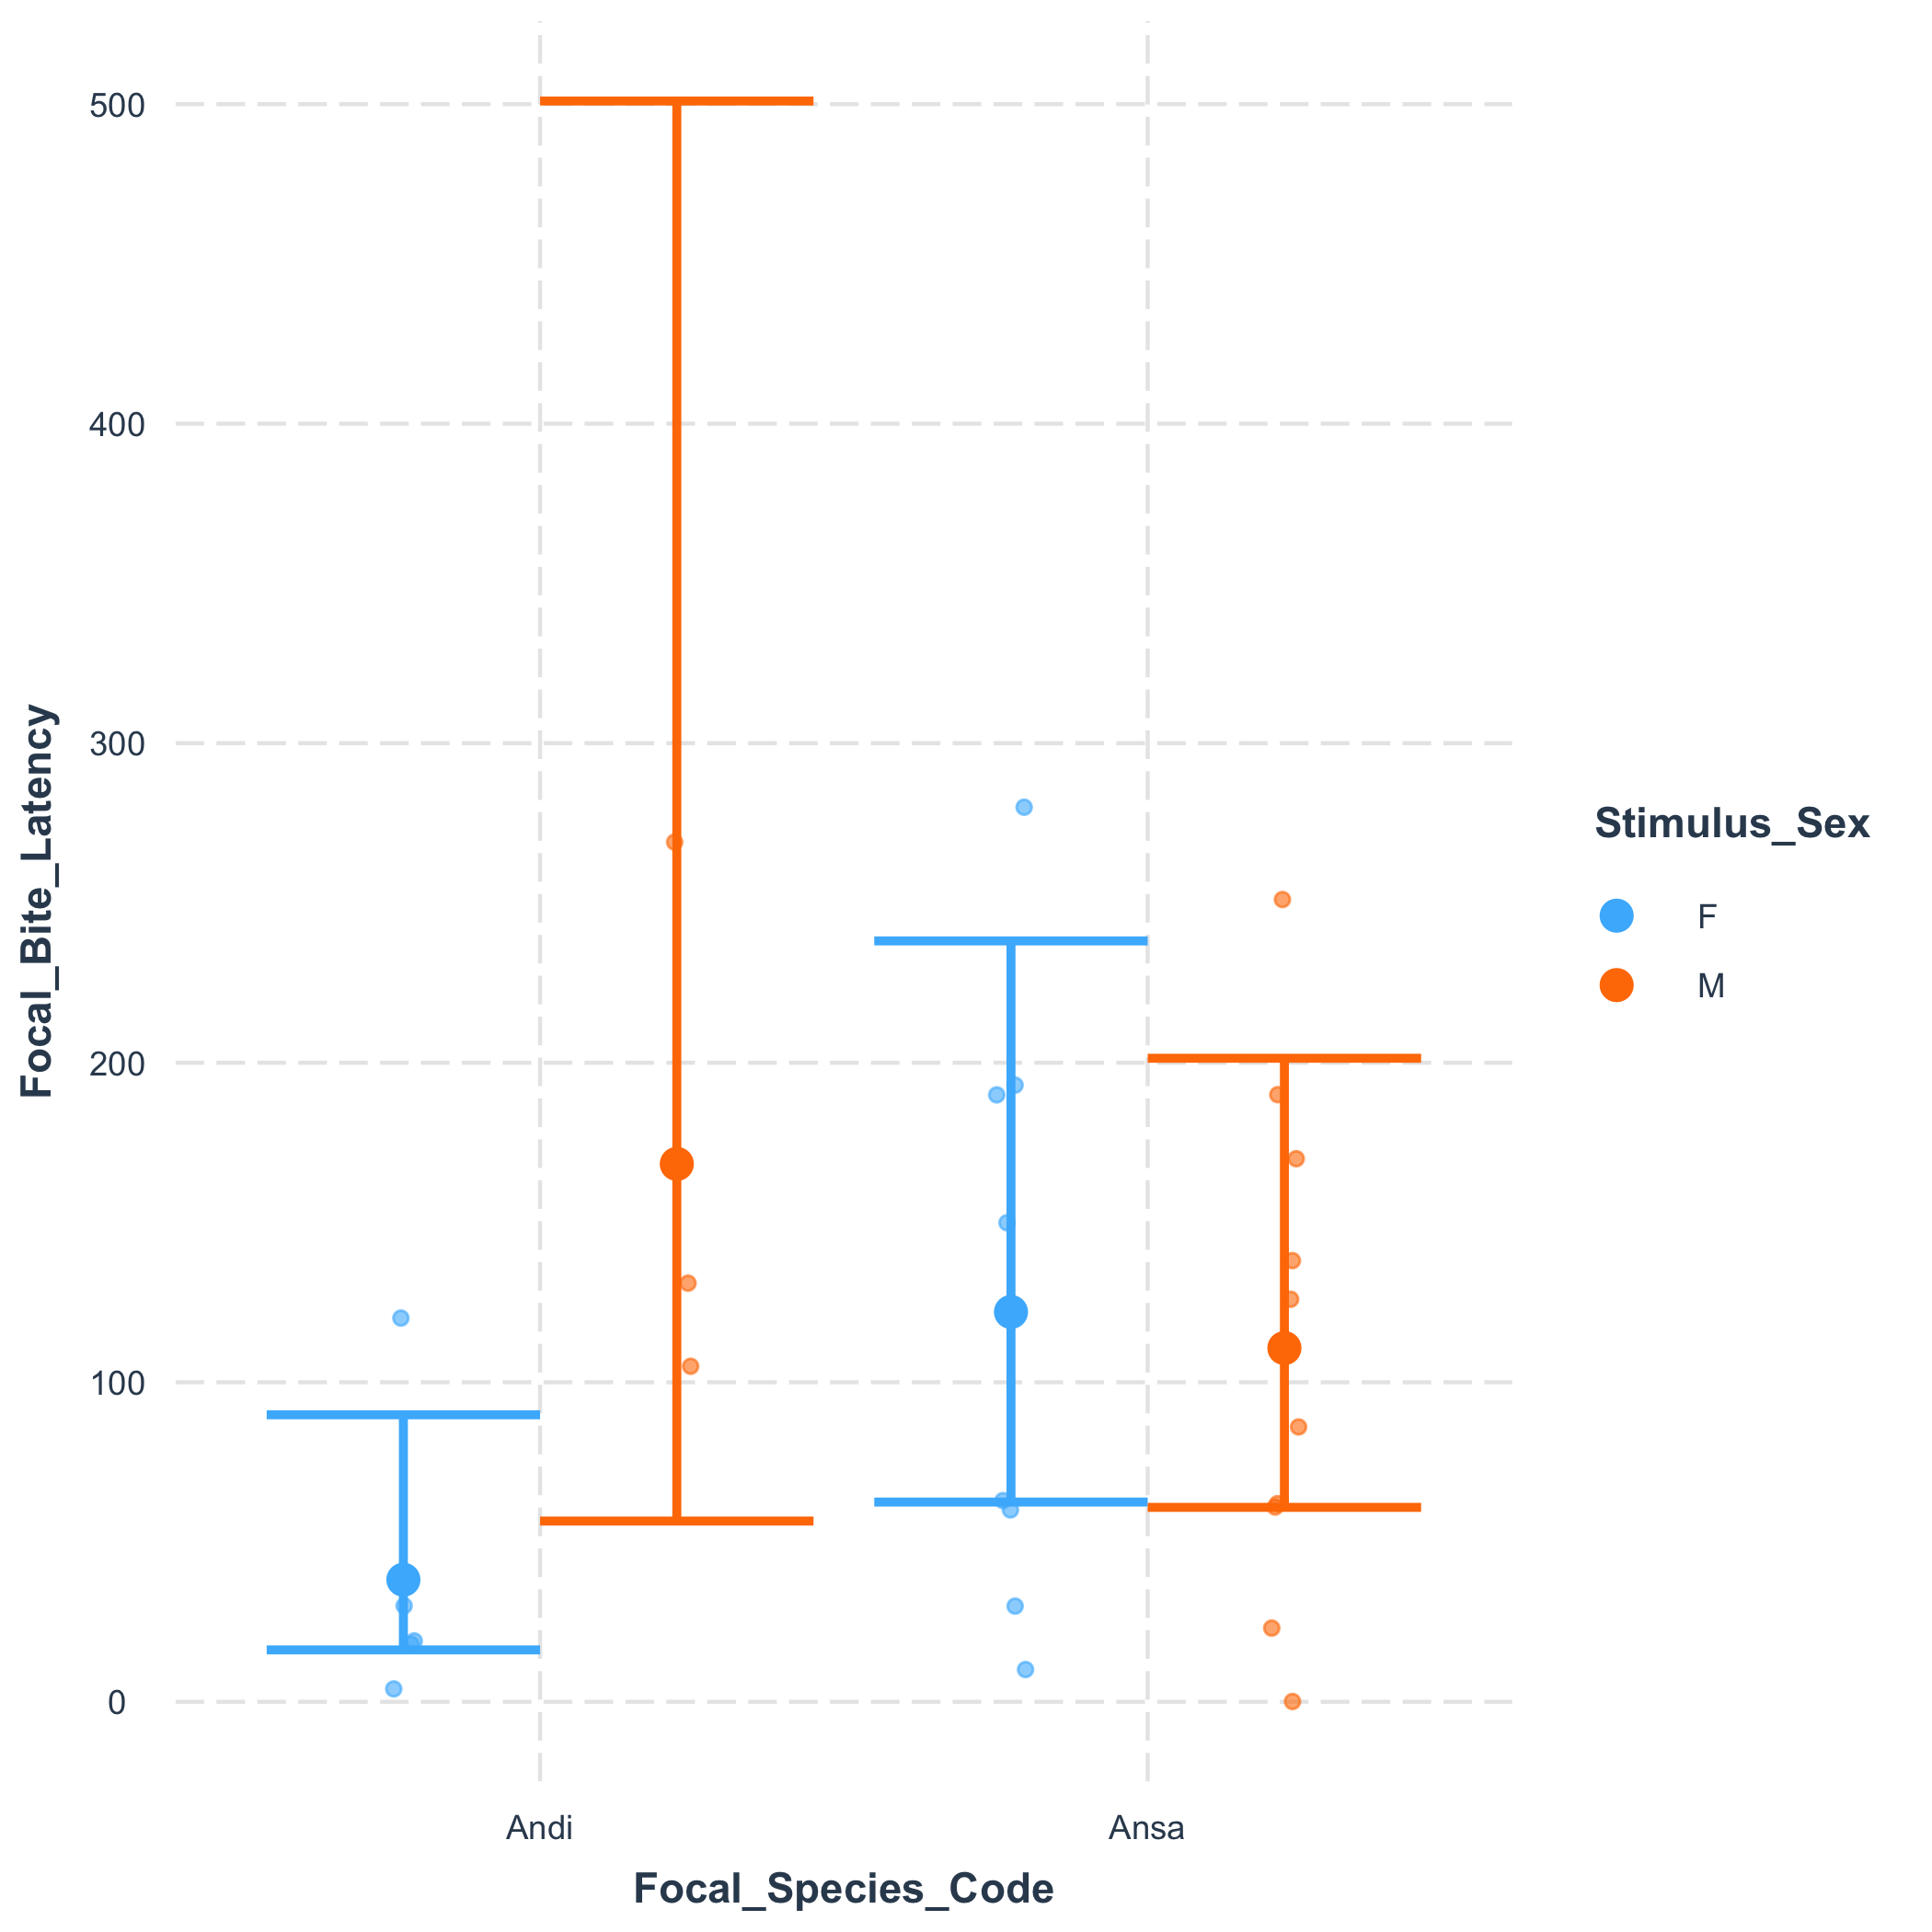 500
400
300
200
100
0
Focal_Bite_Latency
Andi
Ansa
Focal_Species_Code
Stimulus_Sex
F
M